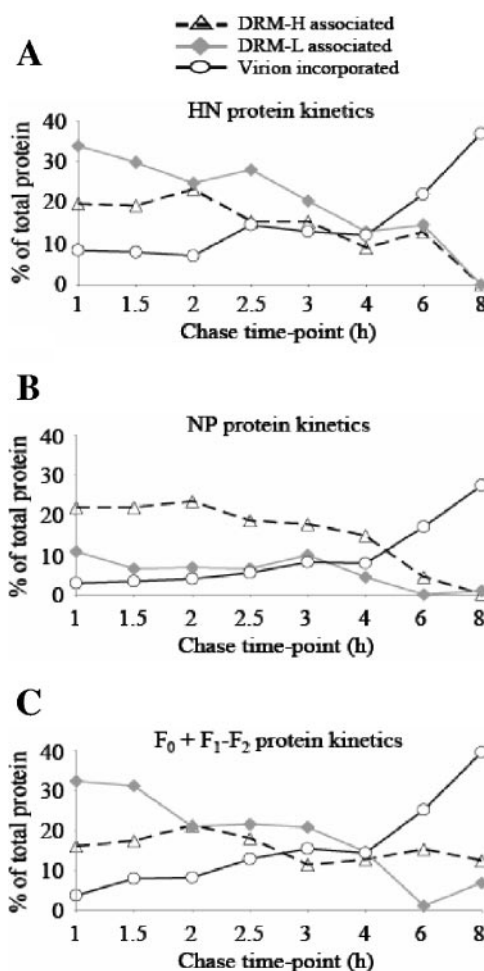 DRM-H associated
DRM-L associated
Virion incorporated
A
HN protein kinetics
% of total protein
40
30
20
10
0
1 1.5 2 2.5 3 4 6 8
Chase time-point (h)
B
NP protein kinetics
% of total protein
40
30
20
10
0
1 1.5 2 2.5 3 4 6 8
Chase time-point (h)
C
F₀ + F₁-F₂ protein kinetics
% of total protein
40
30
20
10
0
1 1.5 2 2.5 3 4 6 8
Chase time-point (h)